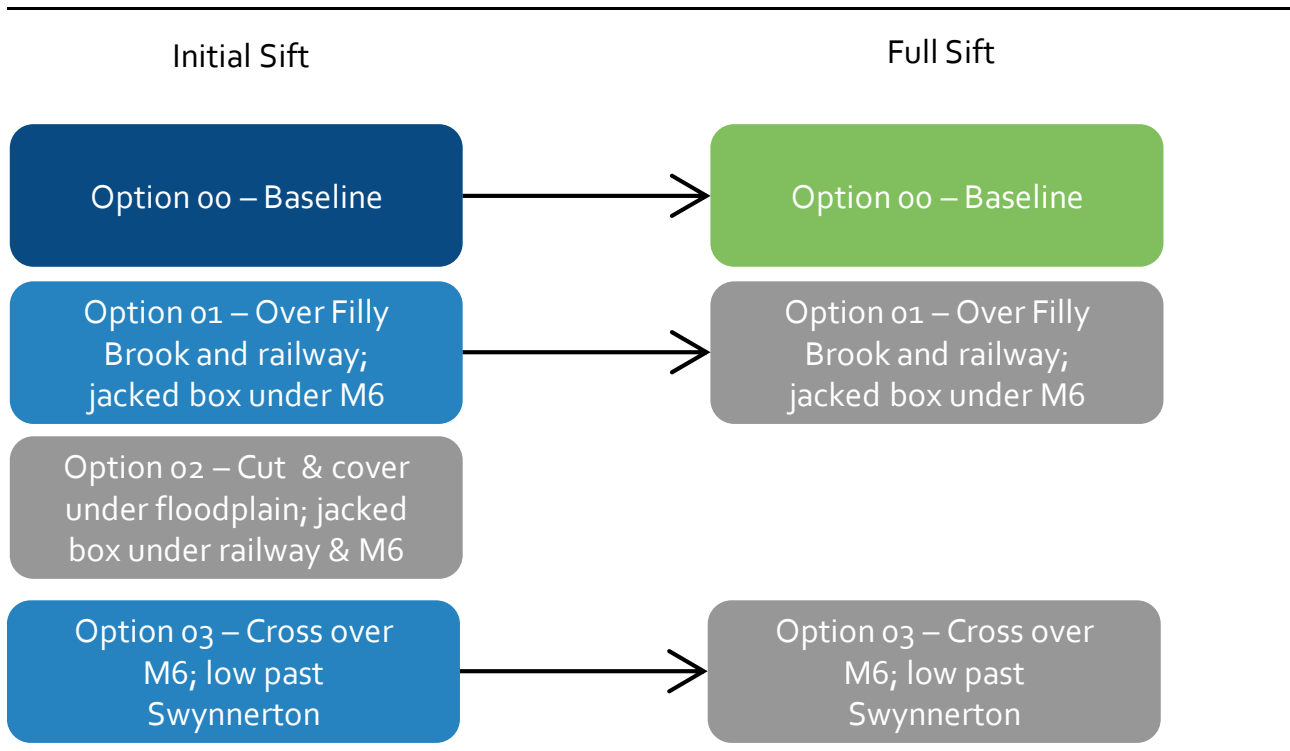 Initial Sift
Full Sift
Option 00 – Baseline
Option 00 – Baseline
Option 01 – Over Filly
Brook and railway;
jacked box under M6
Option 01 – Over Filly
Brook and railway;
jacked box under M6
Option 02 – Cut & cover
under floodplain; jacked
box under railway & M6
Option 03 – Cross over
M6; low past
Swynnerton
Option 03 – Cross over
M6; low past
Swynnerton